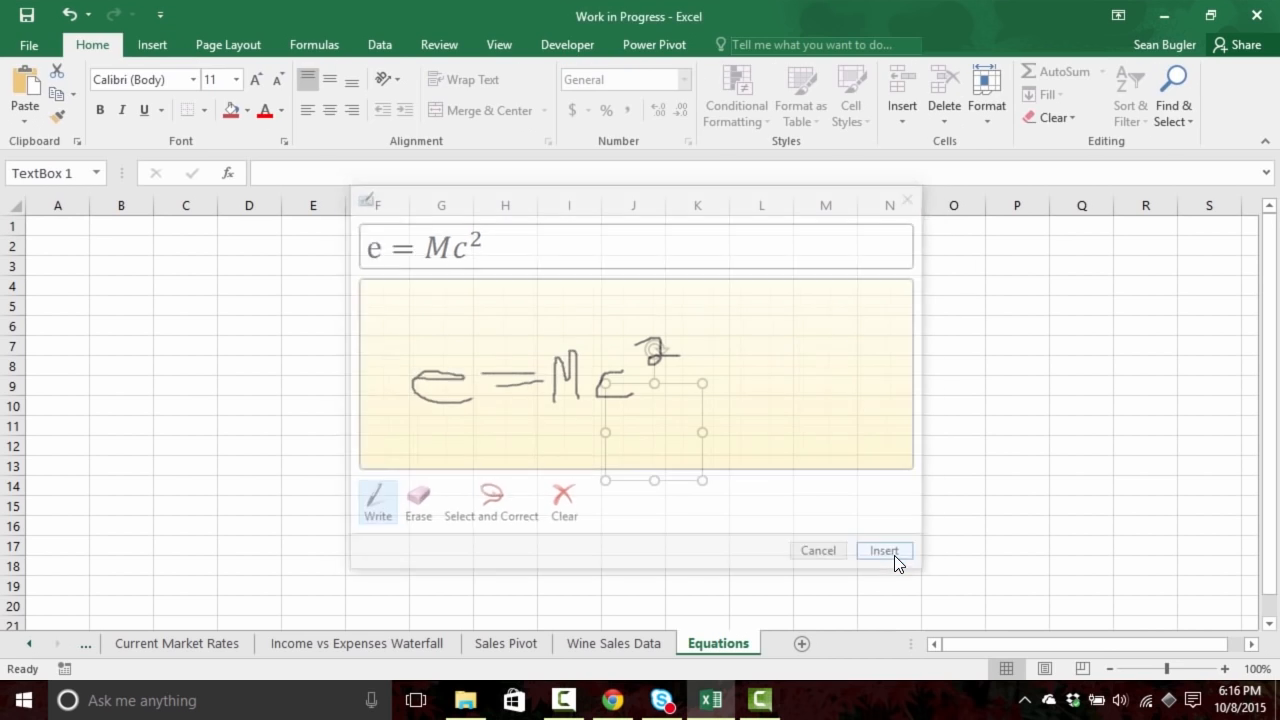 Work in Progress - Excel
File Home Insert Page Layout Formulas Data Review View Developer Power Pivot Tell me what you want to do... Sean Bugler Share
Paste
Clipboard
Calibri (Body) 11
B I U A
Font
Wrap Text
Merge & Center
Alignment
General
$ % ,
Number
Conditional Formatting
Format as Table
Cell Styles
Styles
Insert Delete Format
Cells
AutoSum
Fill
Clear
Sort & Filter
Find & Select
Editing
TextBox 1 fx
A B C D E F G H I J K L M N O P Q R S
1
2
3
4
5
6
7
8
9
10
11
12
13
14
15
16
17
18
19
20
21
e = Mc²
e = Mc²
Write Erase Select and Correct Clear
Cancel Insert
... Current Market Rates Income vs Expenses Waterfall Sales Pivot Wine Sales Data Equations
Ready 100%
Ask me anything 6:16 PM
10/8/2015